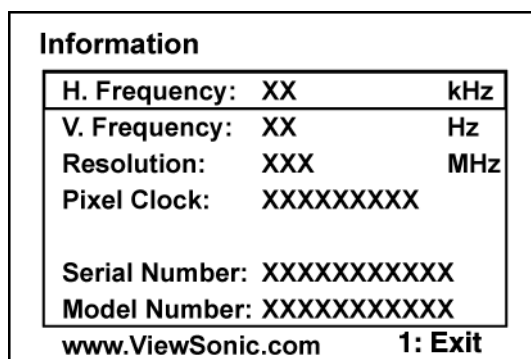 Information
H. Frequency: XX kHz
V. Frequency: XX Hz
Resolution: XXX MHz
Pixel Clock: XXXXXXXXX
Serial Number: XXXXXXXXXXX
Model Number: XXXXXXXXXXX
www.ViewSonic.com 1: Exit